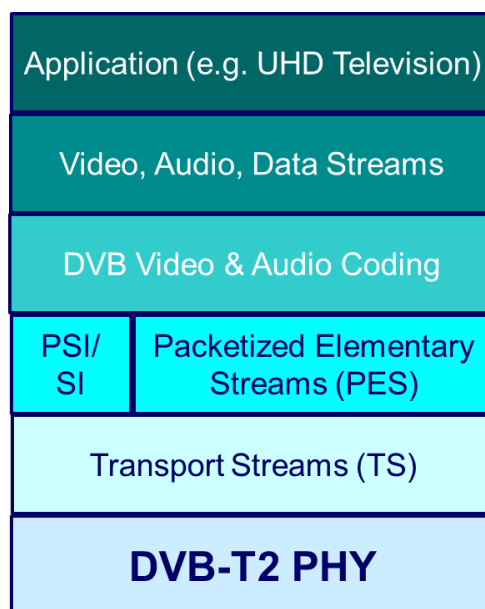 Application (e.g. UHD Television)
Video, Audio, Data Streams
DVB Video & Audio Coding
PSI/
SI
Packetized Elementary
Streams (PES)
Transport Streams (TS)
DVB-T2 PHY